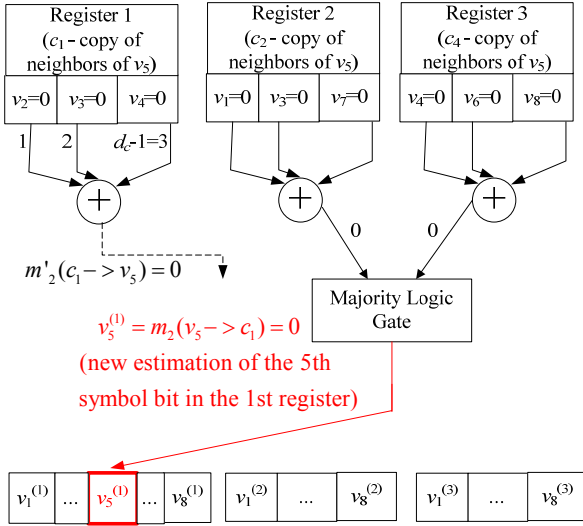 Register 1
(c₁ - copy of
neighbors of v₅)
v₂=0 v₃=0 v₄=0
Register 2
(c₂ - copy of
neighbors of v₅)
v₁=0 v₃=0 v₇=0
Register 3
(c₄ - copy of
neighbors of v₅)
v₄=0 v₆=0 v₈=0
1 2 d_c-1=3
+ + +
0 0
m'₂(c₁−>v₅)=0
Majority Logic
Gate
v₅⁽¹⁾=m₂(v₅−>c₁)=0
(new estimation of the 5th
symbol bit in the 1st register)
v₁⁽¹⁾ ... v₅⁽¹⁾ ... v₈⁽¹⁾
v₁⁽²⁾ ... v₈⁽²⁾
v₁⁽³⁾ ... v₈⁽³⁾